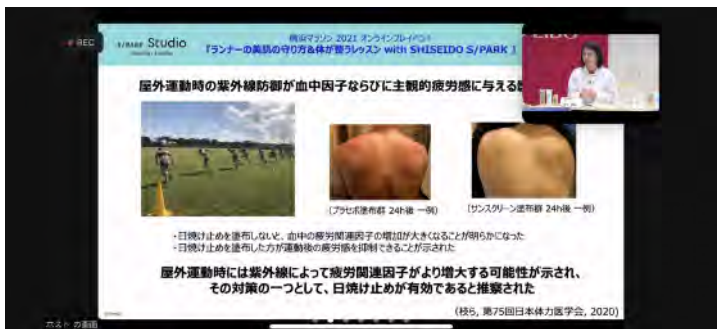 REC
S/PARK Studio
横浜マラソン 2021 オンラインプレイベント
『ランナーの美肌の守り方&体が整うレッスン with SHISEIDO S/PARK』
屋外運動時の紫外線防御が血中因子ならびに主観的疲労感に与える
(プラセボ塗布群 24h後 一例)
(サンスクリーン塗布群 24h後 一例)
・日焼け止めを塗布しないと、血中の疲労関連因子の増加が大きくなることが明らかになった
・日焼け止めを塗布した方が運動後の疲労感を抑制できることが示された
屋外運動時には紫外線によって疲労関連因子がより増大する可能性が示され、
その対策の一つとして、日焼け止めが有効であると推察された
(枝ら, 第75回日本体力医学会, 2020)
ホスト の画面